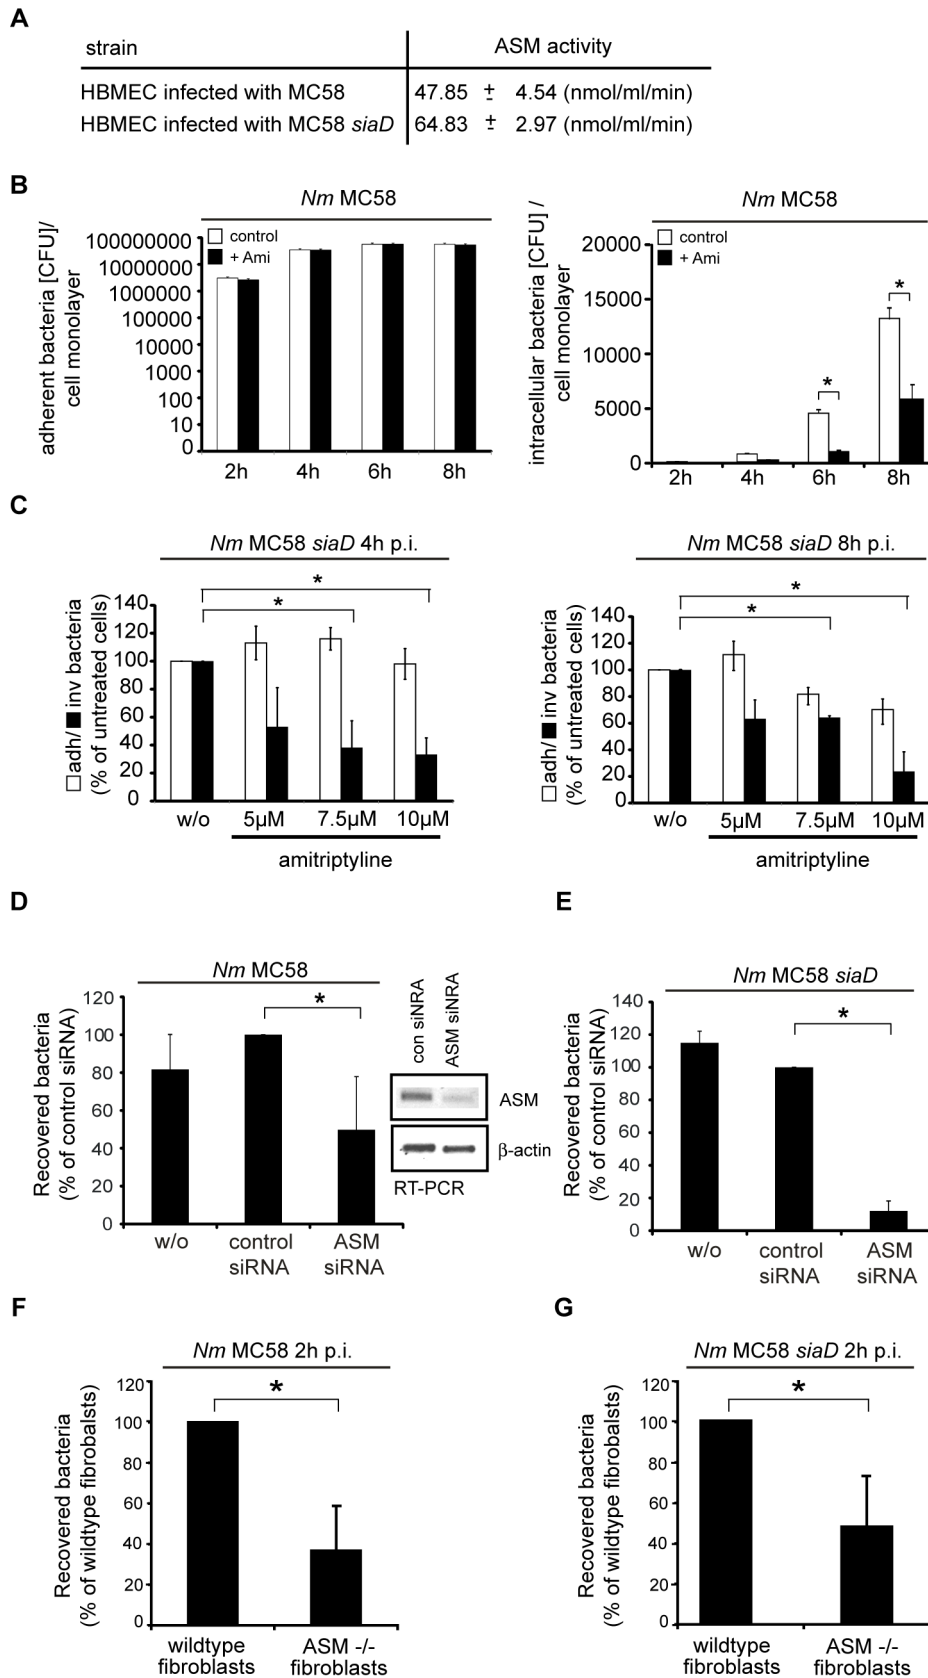 A
strain ASM activity
HBMEC infected with MC58 47.85 ± 4.54 (nmol/ml/min)
HBMEC infected with MC58 siaD 64.83 ± 2.97 (nmol/ml/min)
B
Nm MC58
adherent bacteria [CFU]/
cell monolayer
100000000
10000000
1000000
100000
10000
1000
100
10
0
control
+ Ami
2h 4h 6h 8h
Nm MC58
intracellular bacteria [CFU] /
cell monolayer
20000
15000
10000
5000
0
control
+ Ami
*
*
2h 4h 6h 8h
C
Nm MC58 siaD 4h p.i.
adh/ inv bacteria
(% of untreated cells)
140
120
100
80
60
40
20
0
*
*
w/o 5µM 7.5µM 10µM
amitriptyline
Nm MC58 siaD 8h p.i.
adh/ inv bacteria
(% of untreated cells)
140
120
100
80
60
40
20
0
*
*
w/o 5µM 7.5µM 10µM
amitriptyline
D
Nm MC58
Recovered bacteria
(% of control siRNA)
120
100
80
60
40
20
0
*
w/o control siRNA ASM siRNA
con siNRA
ASM siNRA
ASM
β-actin
RT-PCR
E
Nm MC58 siaD
Recovered bacteria
(% of control siRNA)
140
120
100
80
60
40
20
0
*
w/o control siRNA ASM siRNA
F
Nm MC58 2h p.i.
Recovered bacteria
(% of wildtype fibrobalsts)
120
100
80
60
40
20
0
*
wildtype fibroblasts ASM -/- fibroblasts
G
Nm MC58 siaD 2h p.i.
Recovered bacteria
(% of wildtype fibrobalsts)
120
100
80
60
40
20
0
*
wildtype fibroblasts ASM -/- fibroblasts